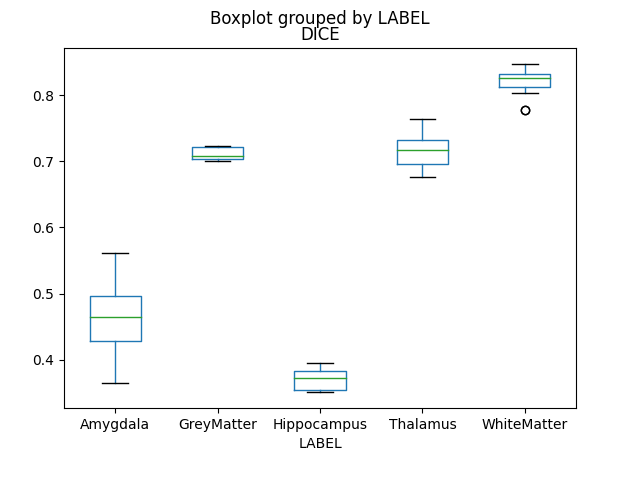 Boxplot grouped by LABEL
DICE
0.8
0.7
0.6
0.5
0.4
Amygdala GreyMatter Hippocampus Thalamus WhiteMatter
LABEL